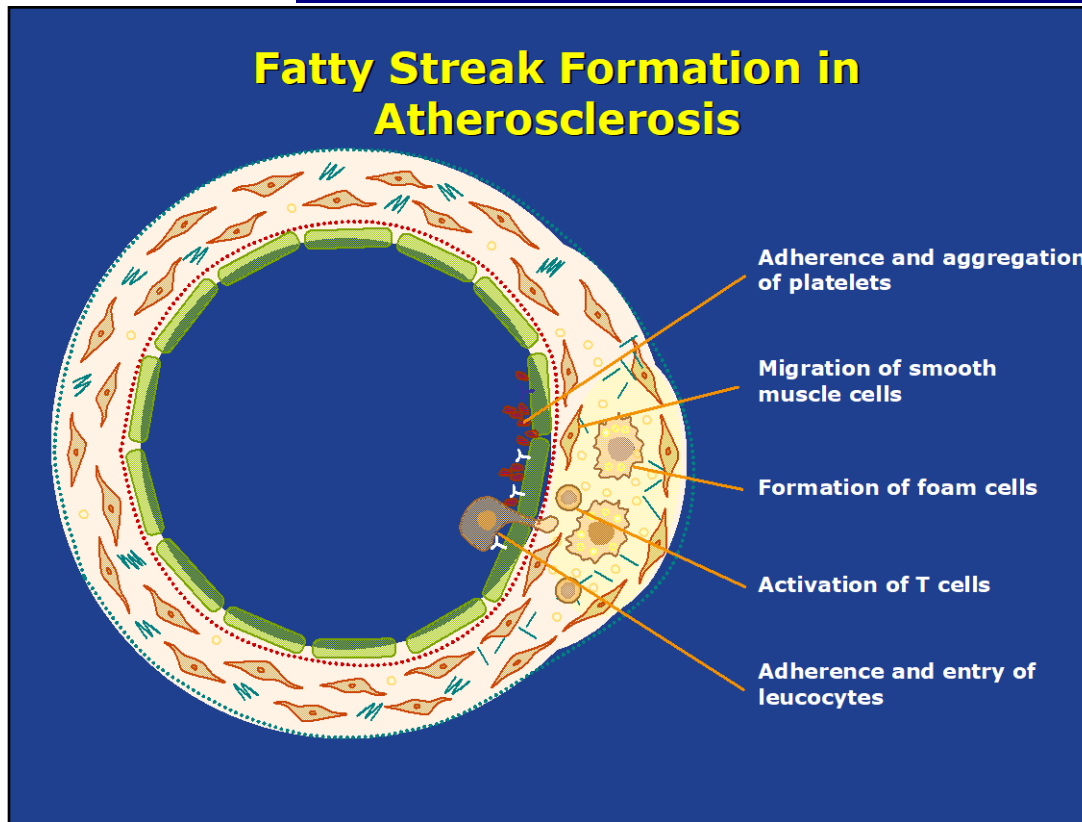 Fatty Streak Formation in
Atherosclerosis
Adherence and aggregation
of platelets
Migration of smooth
muscle cells
Formation of foam cells
Activation of T cells
Adherence and entry of
leucocytes